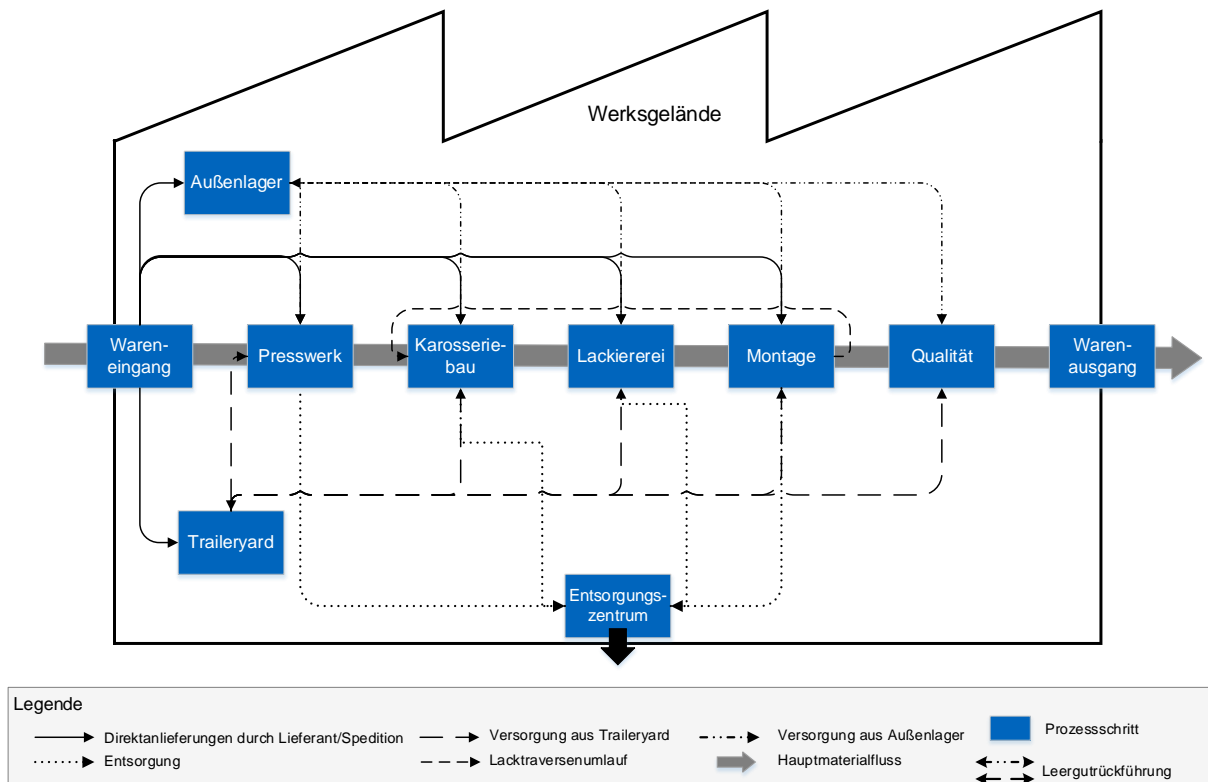 Werksgelände
Außenlager
Waren-
eingang
Presswerk
Karosserie-
bau
Lackiererei
Montage
Qualität
Waren-
ausgang
Traileryard
Entsorgungs-
zentrum
Legende
Direktanlieferungen durch Lieferant/Spedition
Versorgung aus Traileryard
Versorgung aus Außenlager
Prozessschritt
Entsorgung
Lacktraversenumlauf
Hauptmaterialfluss
Leergutrückführung